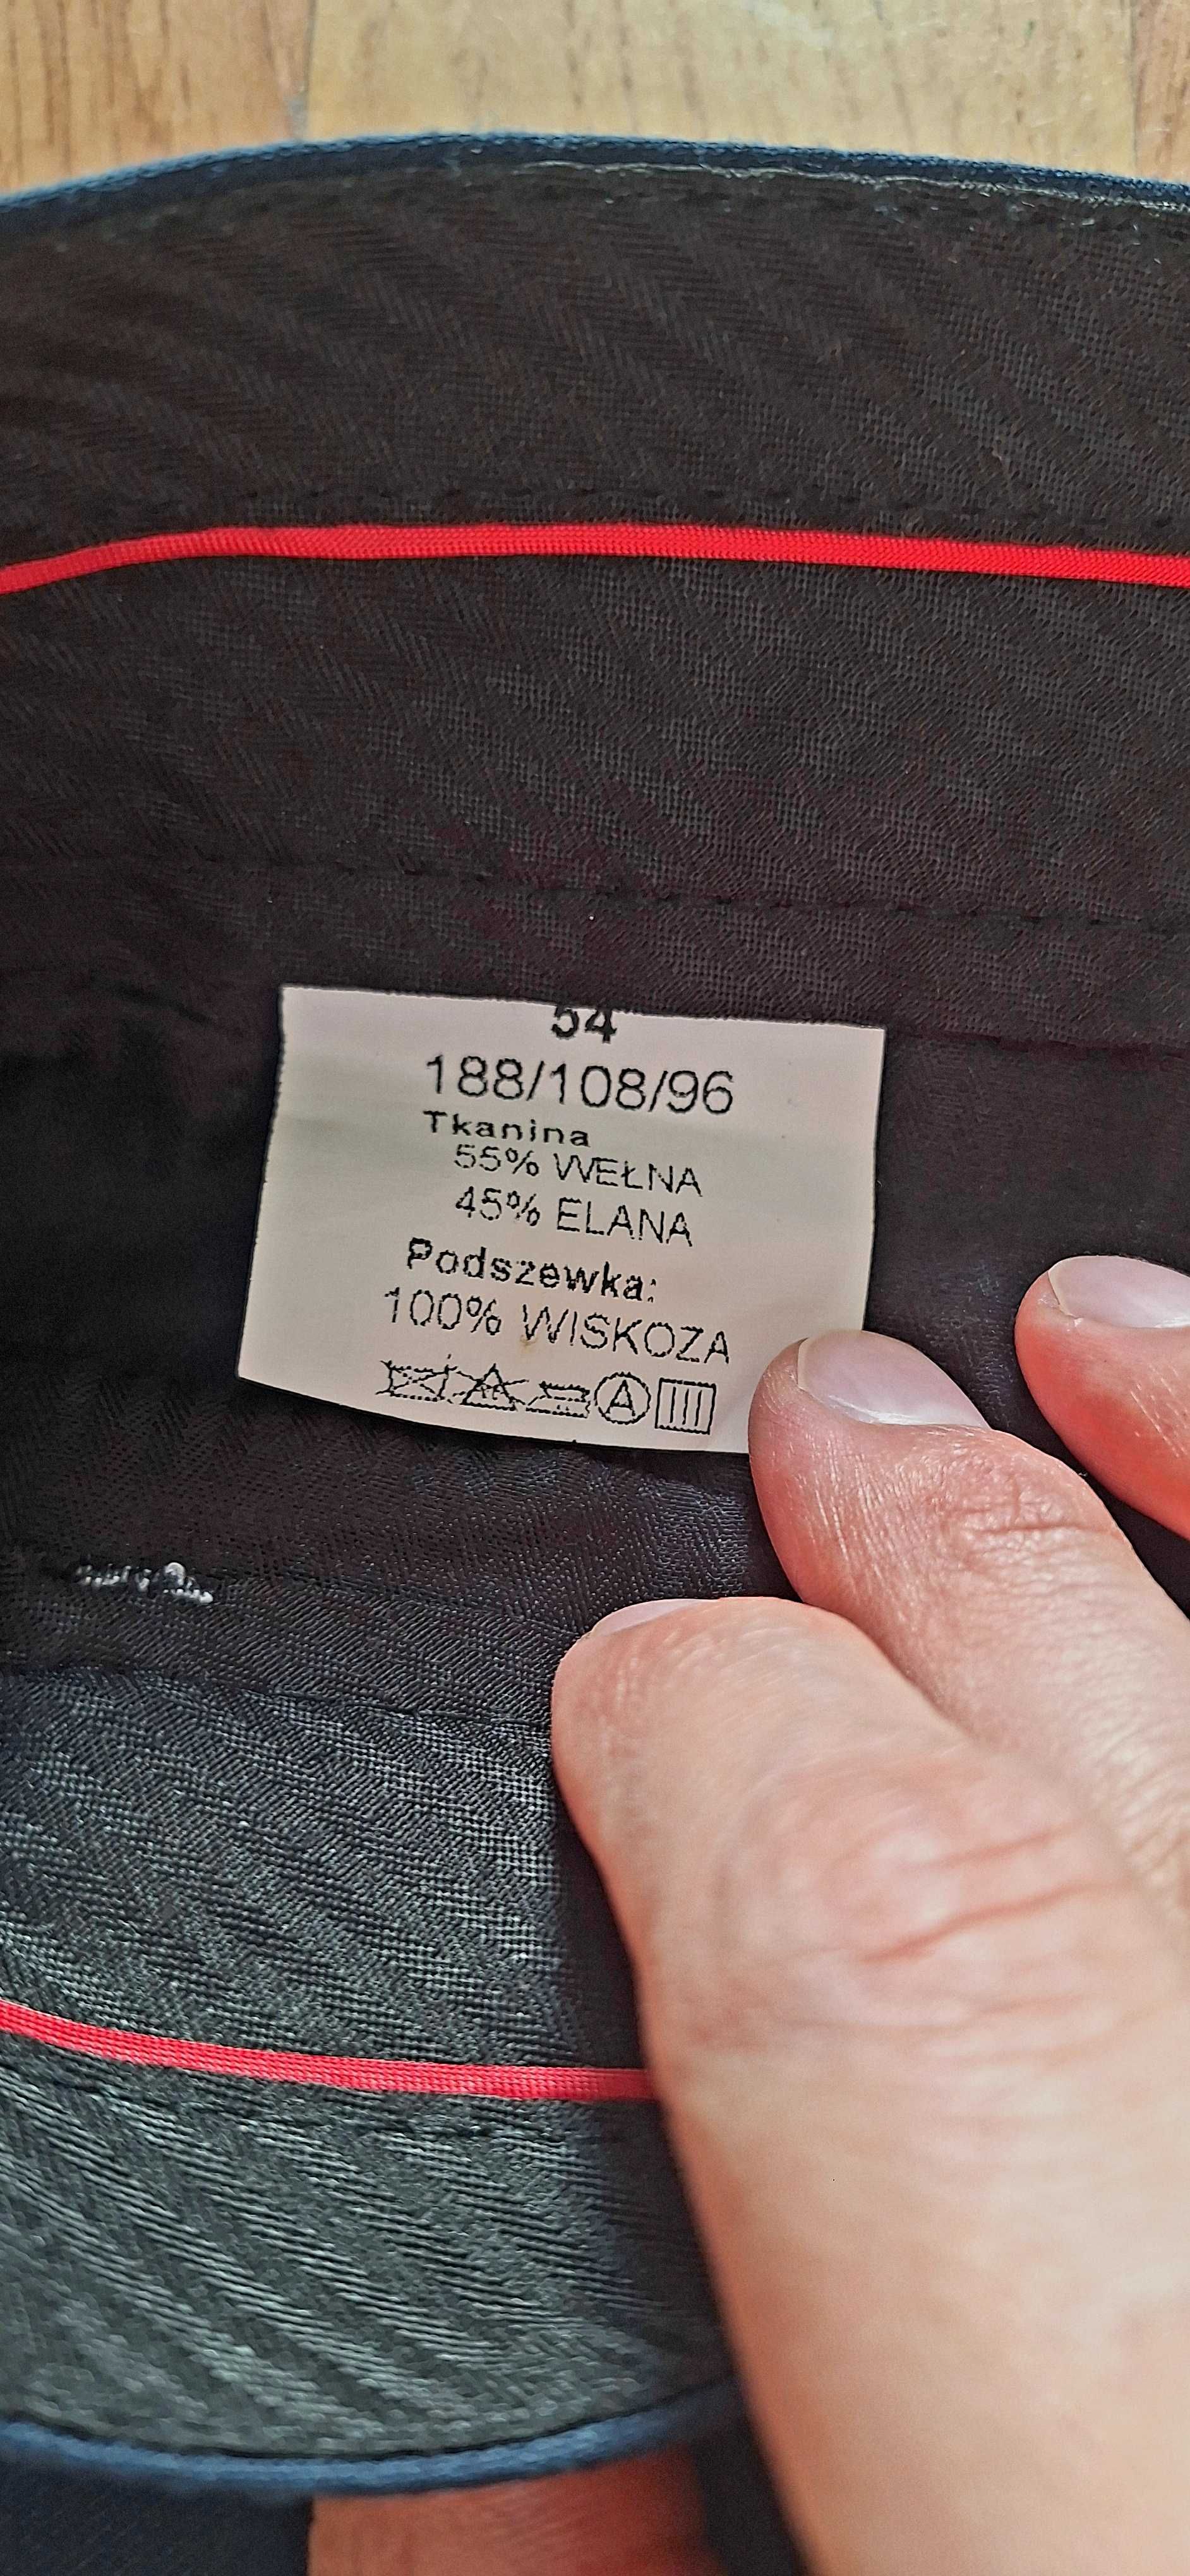 54
188/108/96
Tkanina
55% WEŁNA
45% ELANA
Podszewka:
100% WISKOZA
A